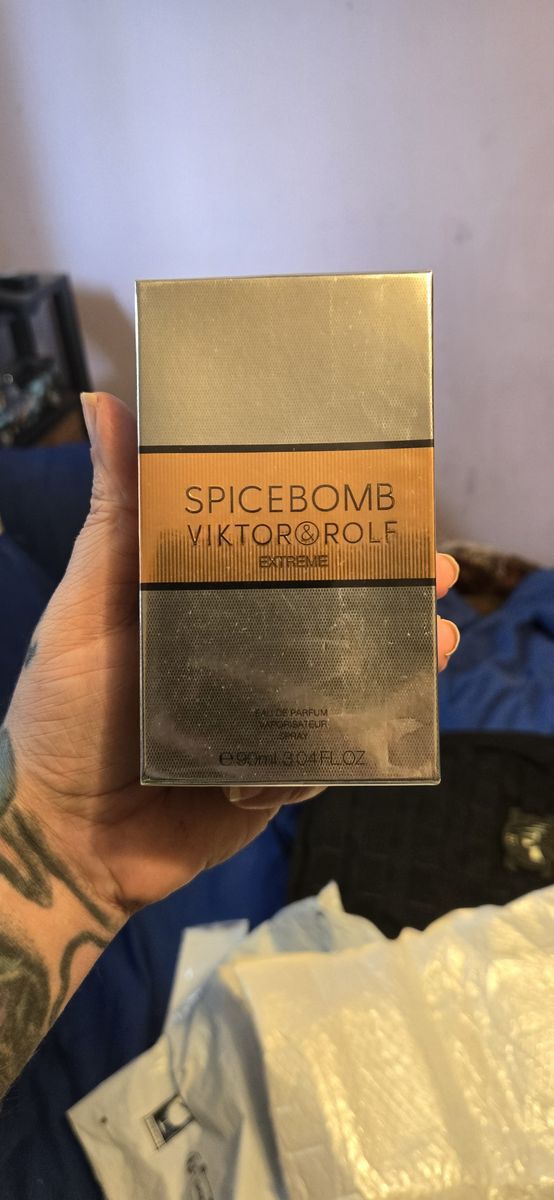 SPICEBOMB
VIKTOR&ROLF
EXTREME
EAU DE PARFUM
VAPORISATEUR
SPRAY
e 90ml 3.04 FL.OZ